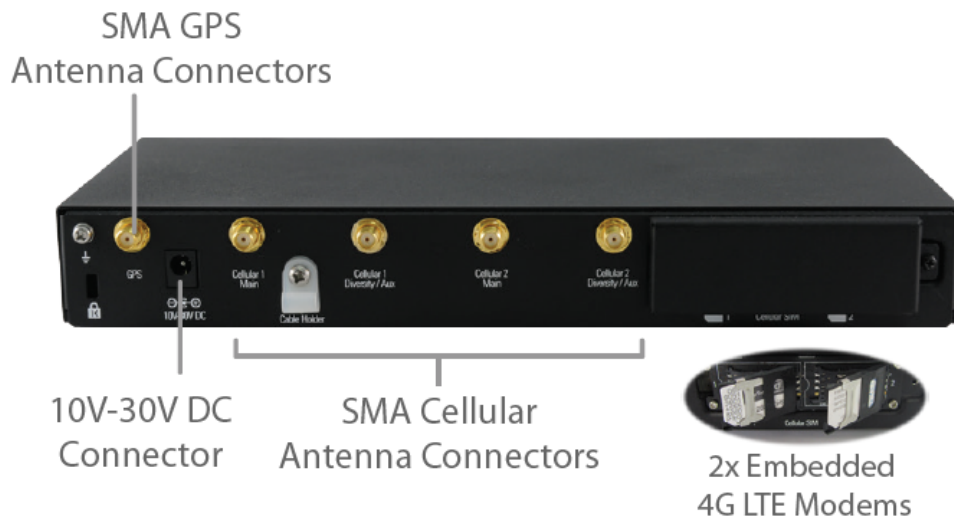 SMA GPS
Antenna Connectors
GPS
Cellular 1
Main
Cellular 1
Diversity / Aux
Cellular 2
Main
Cellular 2
Diversity / Aux
10V-30V DC
Cable Holder
1 Cellular SIM 2
10V-30V DC
Connector
SMA Cellular
Antenna Connectors
Cellular SIM
2x Embedded
4G LTE Modems